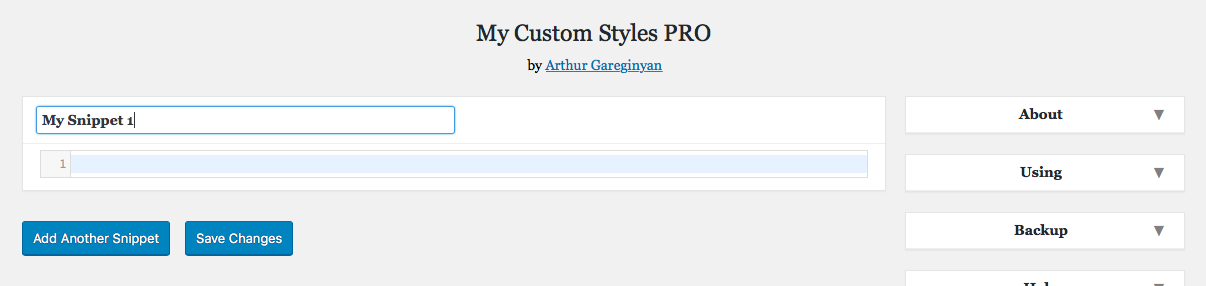 My Custom Styles PRO
by Arthur Gareginyan
My Snippet 1
1
Add Another Snippet
Save Changes
About
Using
Backup